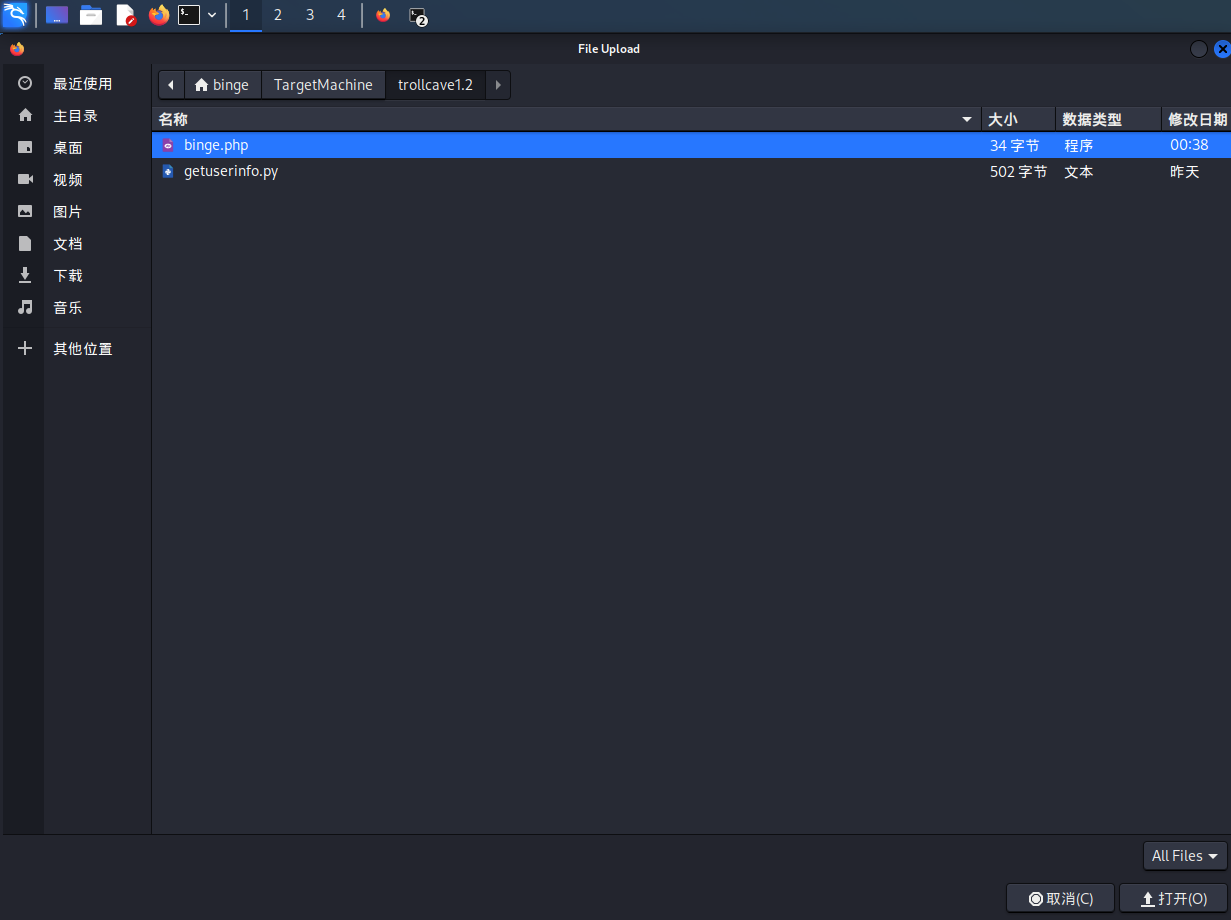 1 2 3 4 2
File Upload
最近使用
主目录
桌面
视频
图片
文档
下载
音乐
其他位置
binge TargetMachine trollcave1.2
名称 大小 数据类型 修改日期
binge.php 34 字节 程序 00:38
getuserinfo.py 502 字节 文本 昨天
All Files
取消(C) 打开(O)